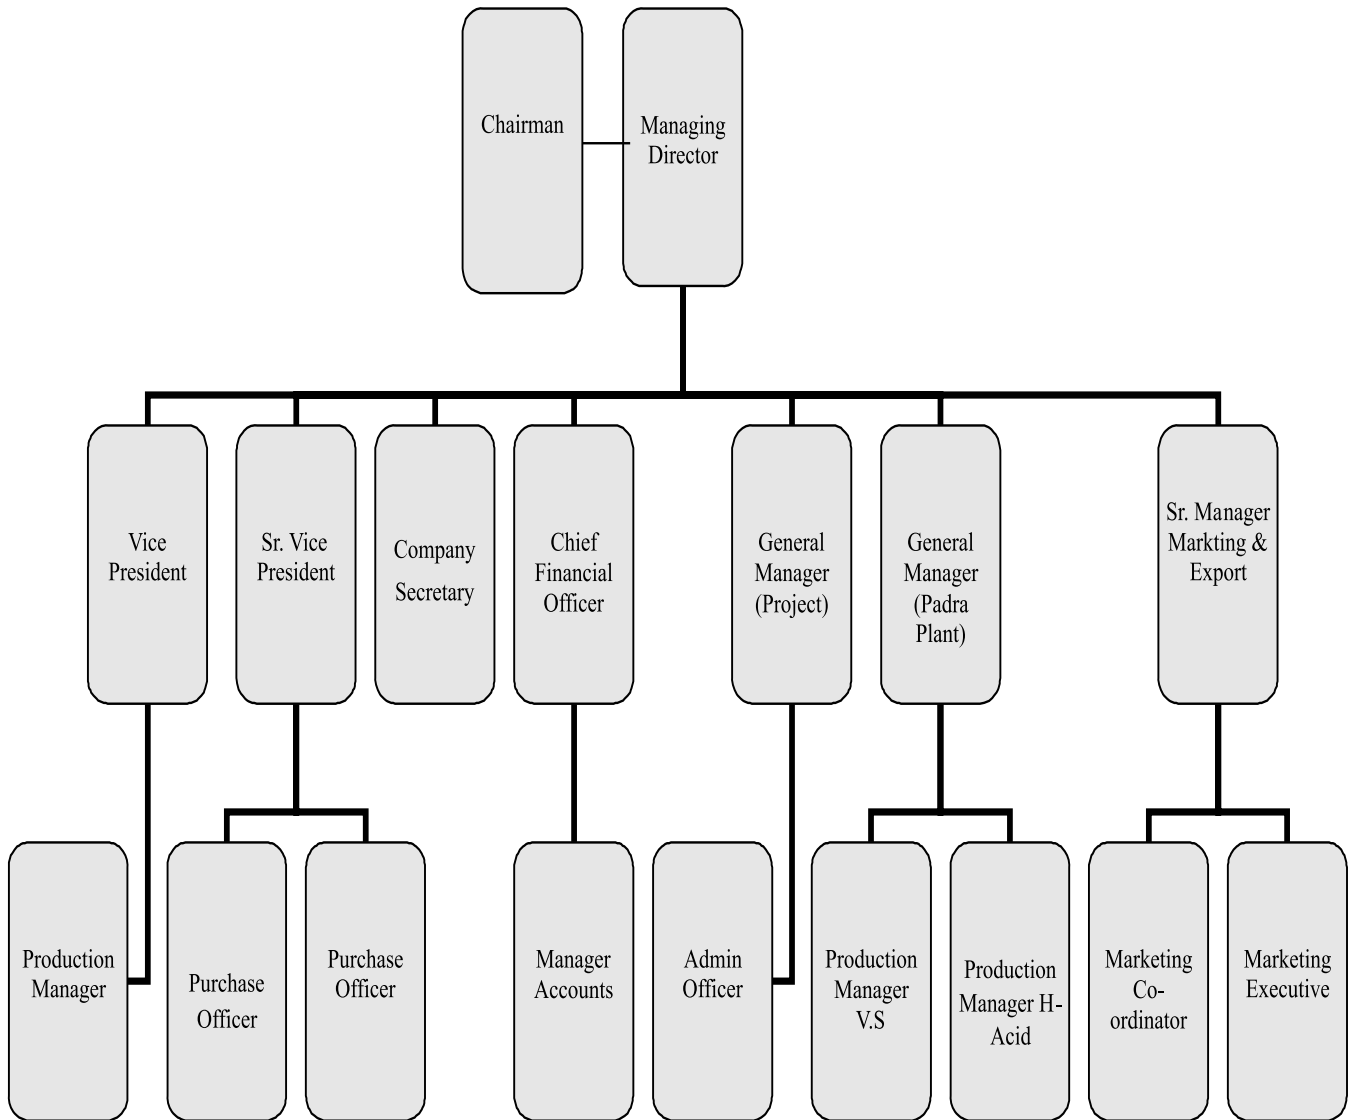 Chairman
Managing
Director
Vice
President
Sr. Vice
President
Company
Secretary
Chief
Financial
Officer
General
Manager
(Project)
General
Manager
(Padra
Plant)
Sr. Manager
Markting &
Export
Production
Manager
Purchase
Officer
Purchase
Officer
Manager
Accounts
Admin
Officer
Production
Manager
V.S
Production
Manager H-
Acid
Marketing
Co-
ordinator
Marketing
Executive